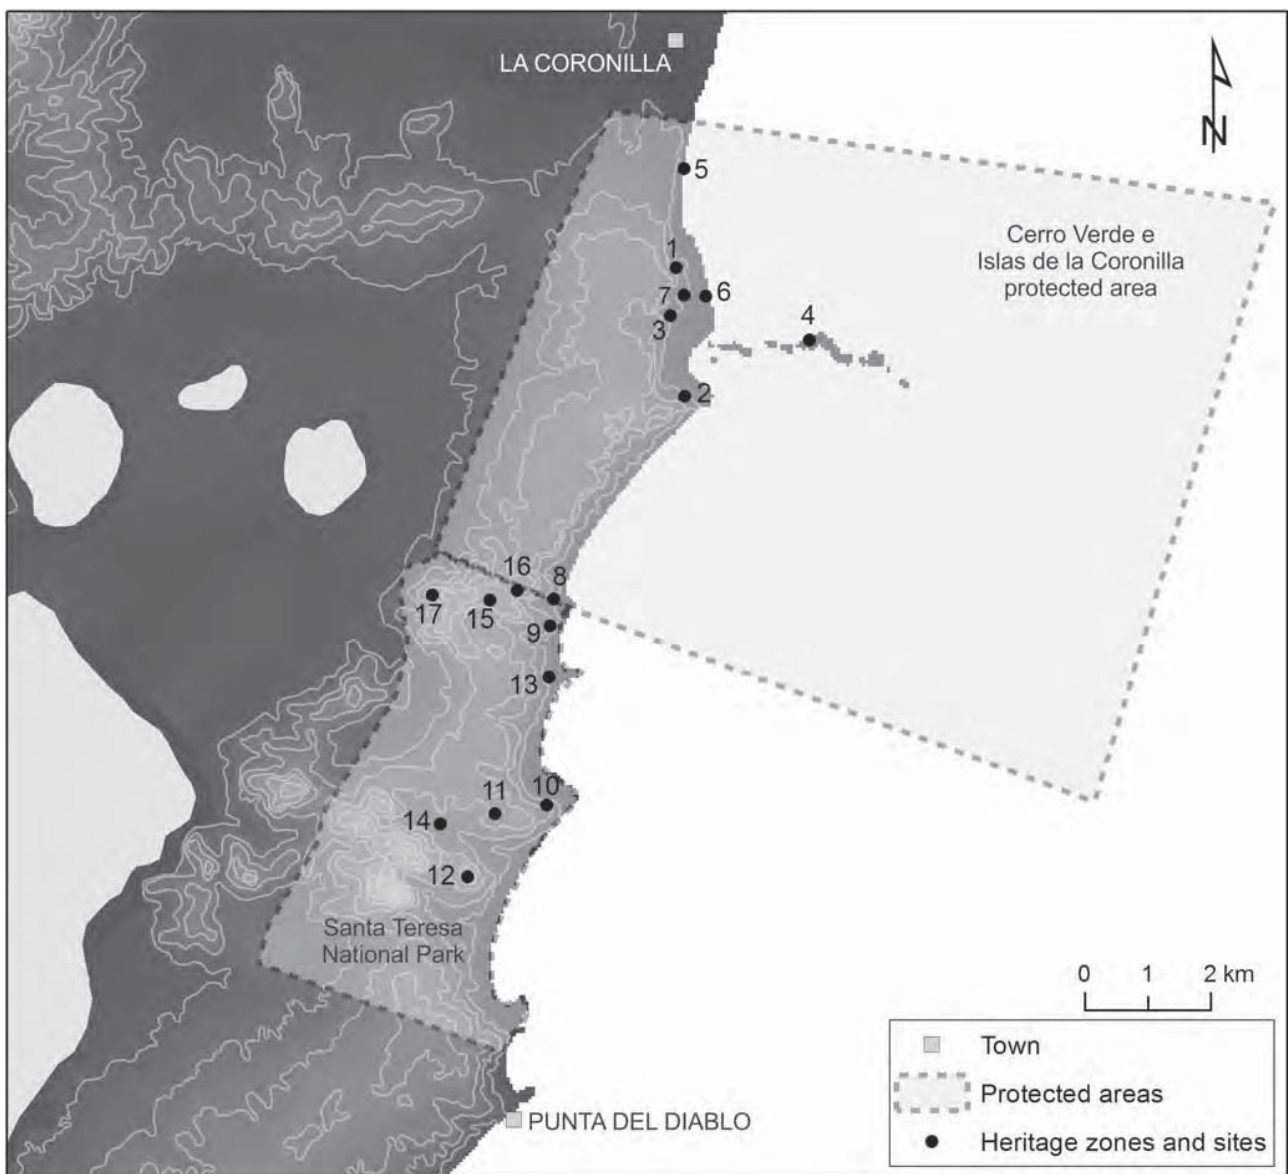 LA CORONILLA
N
5
Cerro Verde e
Islas de la Coronilla
protected area
1
7
6
3
4
2
16
8
17
15
9
13
11
10
14
12
Santa Teresa
National Park
0 1 2 km
Town
Protected areas
Heritage zones and sites
PUNTA DEL DIABLO